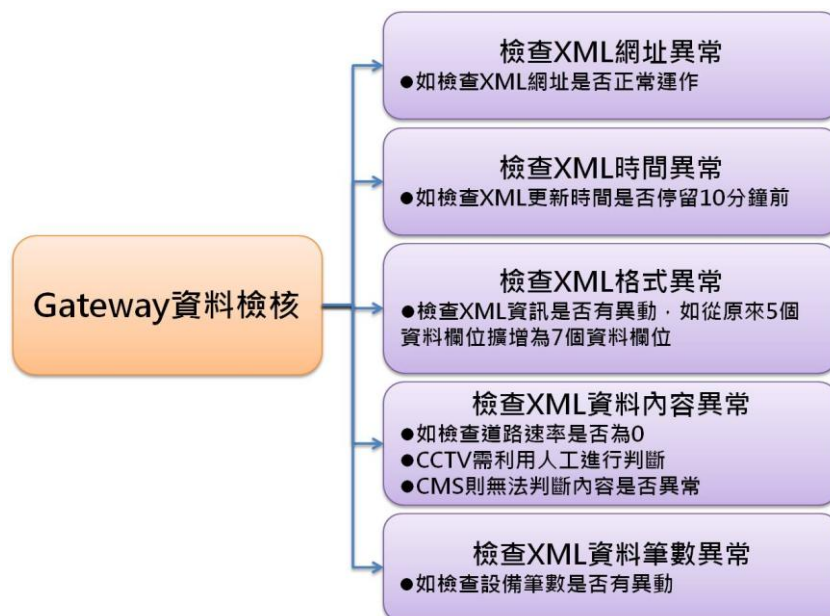 Gateway資料檢核
檢查XML網址異常
●如檢查XML網址是否正常運作
檢查XML時間異常
●如檢查XML更新時間是否停留10分鐘前
檢查XML格式異常
●檢查XML資訊是否有異動，如從原來5個
資料欄位擴增為7個資料欄位
檢查XML資料內容異常
●如檢查道路速率是否為0
●CCTV需利用人工進行判斷
●CMS則無法判斷內容是否異常
檢查XML資料筆數異常
●如檢查設備筆數是否有異動